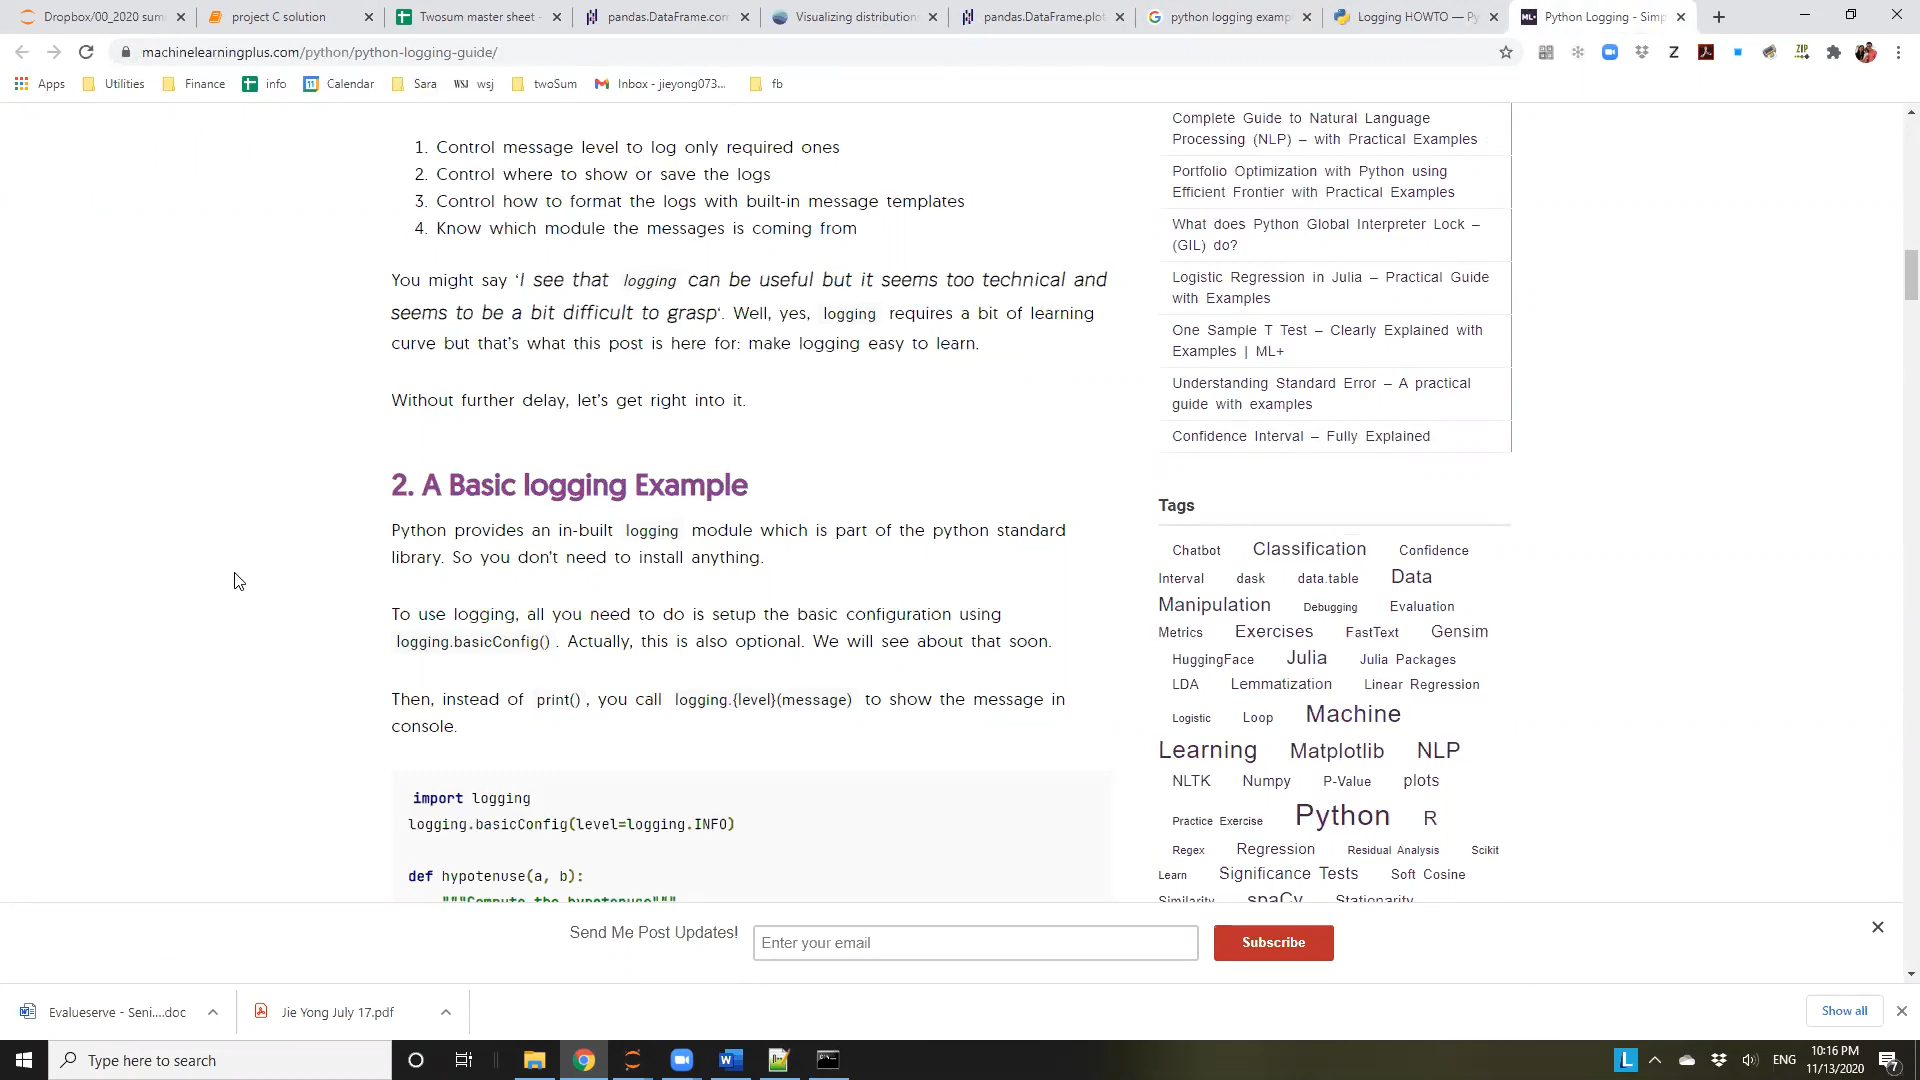 Dropbox/00_2020 sum
project C solution
Twosum master sheet -
pandas.DataFrame.corr
Visualizing distributions
pandas.DataFrame.plot
python logging example
Logging HOWTO — Py
Python Logging - Simp
machinelearningplus.com/python/python-logging-guide/
Apps
Utilities
Finance
info
Calendar
Sara
WSJ wsj
twoSum
Inbox - jieyong073...
fb
1. Control message level to log only required ones
2. Control where to show or save the logs
3. Control how to format the logs with built-in message templates
4. Know which module the messages is coming from
You might say ‘I see that logging can be useful but it seems too technical and
seems to be a bit difficult to grasp‘. Well, yes, logging requires a bit of learning
curve but that’s what this post is here for: make logging easy to learn.
Without further delay, let’s get right into it.
2. A Basic logging Example
Python provides an in-built logging module which is part of the python standard
library. So you don’t need to install anything.
To use logging, all you need to do is setup the basic configuration using
logging.basicConfig() . Actually, this is also optional. We will see about that soon.
Then, instead of print() , you call logging.{level}(message) to show the message in
console.
import logging
logging.basicConfig(level=logging.INFO)
def hypotenuse(a, b):
"""Compute the hypotenuse"""
Complete Guide to Natural Language
Processing (NLP) – with Practical Examples
Portfolio Optimization with Python using
Efficient Frontier with Practical Examples
What does Python Global Interpreter Lock –
(GIL) do?
Logistic Regression in Julia – Practical Guide
with Examples
One Sample T Test – Clearly Explained with
Examples | ML+
Understanding Standard Error – A practical
guide with examples
Confidence Interval – Fully Explained
Tags
Chatbot Classification Confidence
Interval dask data.table Data
Manipulation Debugging Evaluation
Metrics Exercises FastText Gensim
HuggingFace Julia Julia Packages
LDA Lemmatization Linear Regression
Logistic Loop Machine
Learning Matplotlib NLP
NLTK Numpy P-Value plots
Practice Exercise Python R
Regex Regression Residual Analysis Scikit
Learn Significance Tests Soft Cosine
Similarity spaCy Stationarity
Send Me Post Updates!
Enter your email
Subscribe
Evalueserve - Seni....doc
Jie Yong July 17.pdf
Show all
Type here to search
ENG
10:16 PM
11/13/2020
7